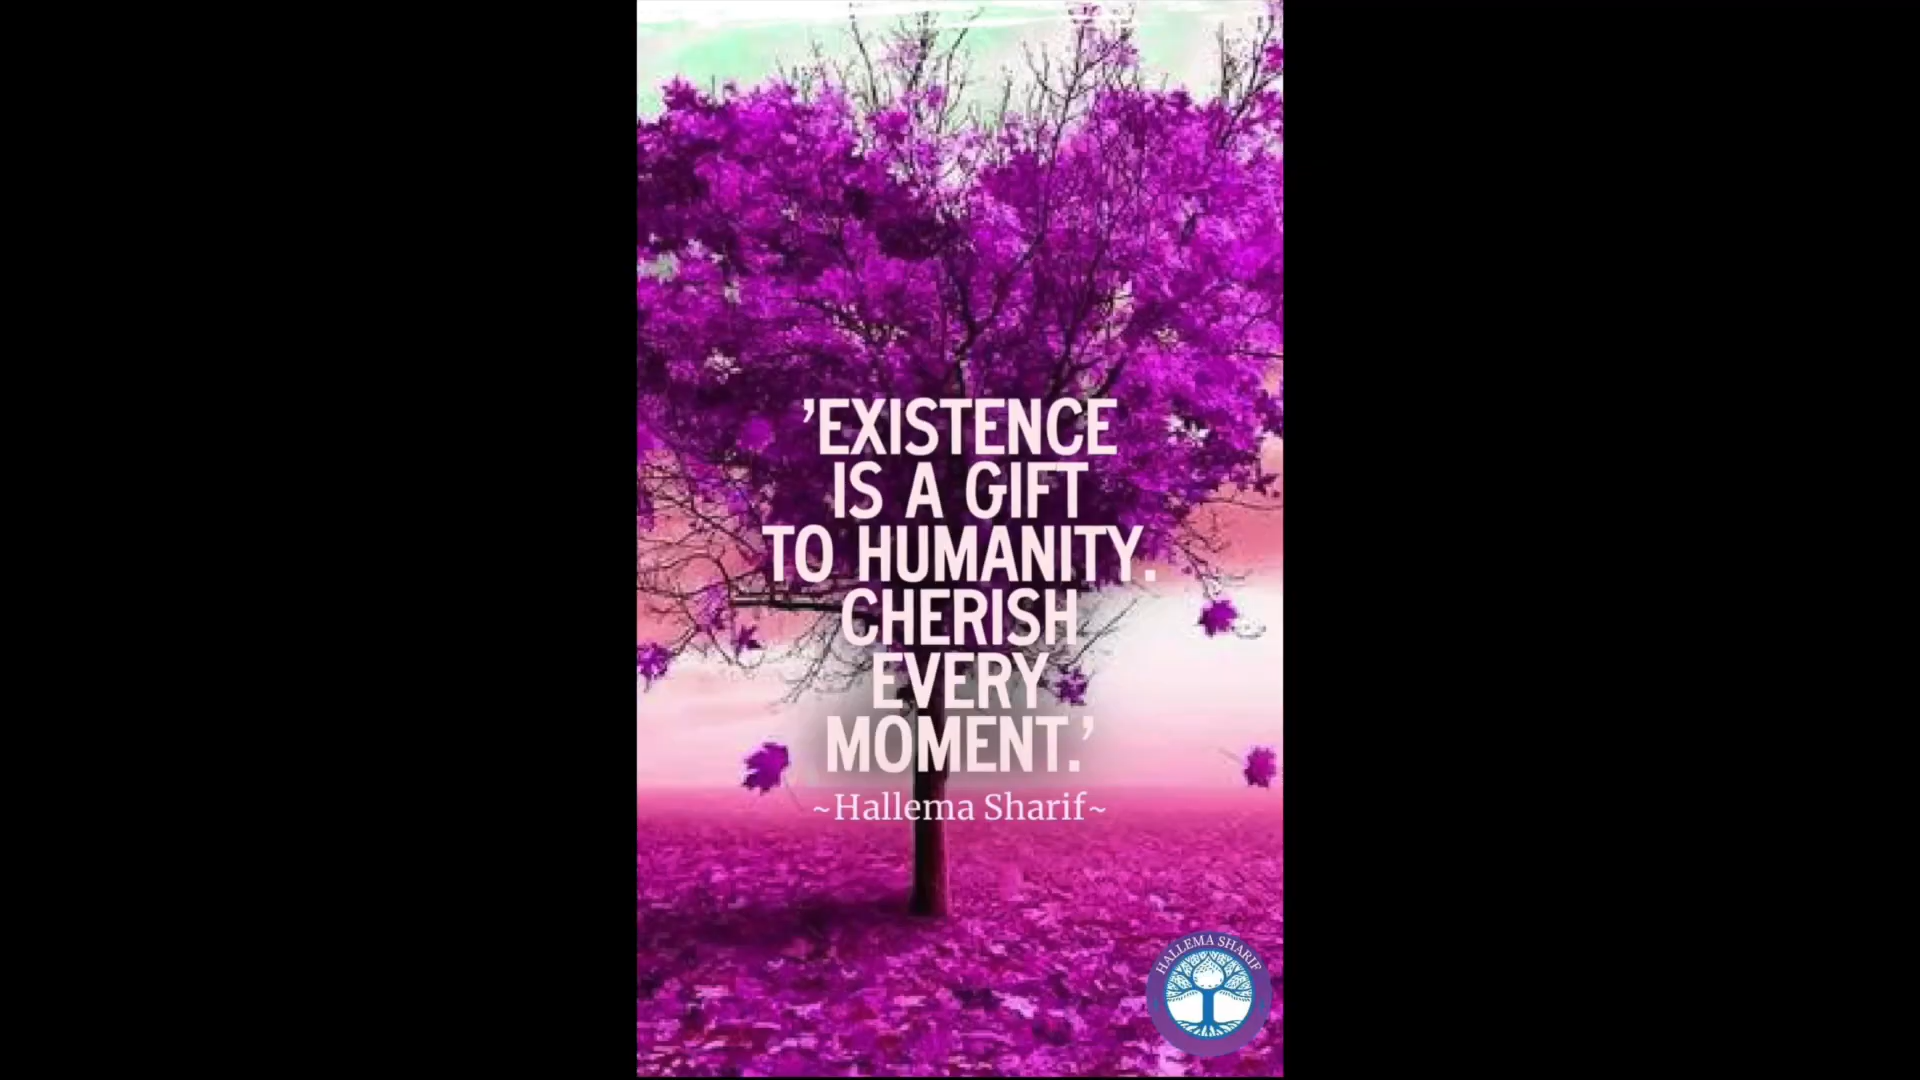 ’EXISTENCE
IS A GIFT
TO HUMANITY.
CHERISH
EVERY
MOMENT.’
~Hallema Sharif~
HALLEMA SHARIF